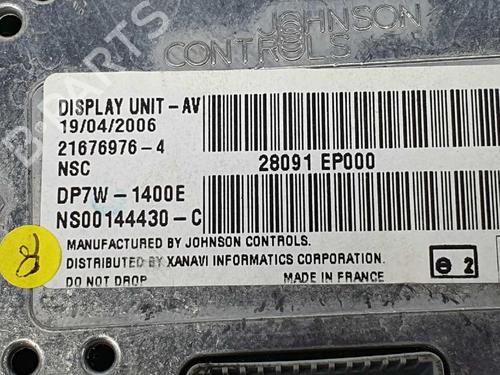 JOHNSON
CONTROLS
DISPLAY UNIT-AV
19/04/2006
21676976-4
NSC
28091 EP000
DP7W-1400E
NS00144430-C
MANUFACTURED BY JOHNSON CONTROLS.
DISTRIBUTED BY XANAVI INFORMATICS CORPORATION.
DO NOT DROP
MADE IN FRANCE
2
B-PARTS